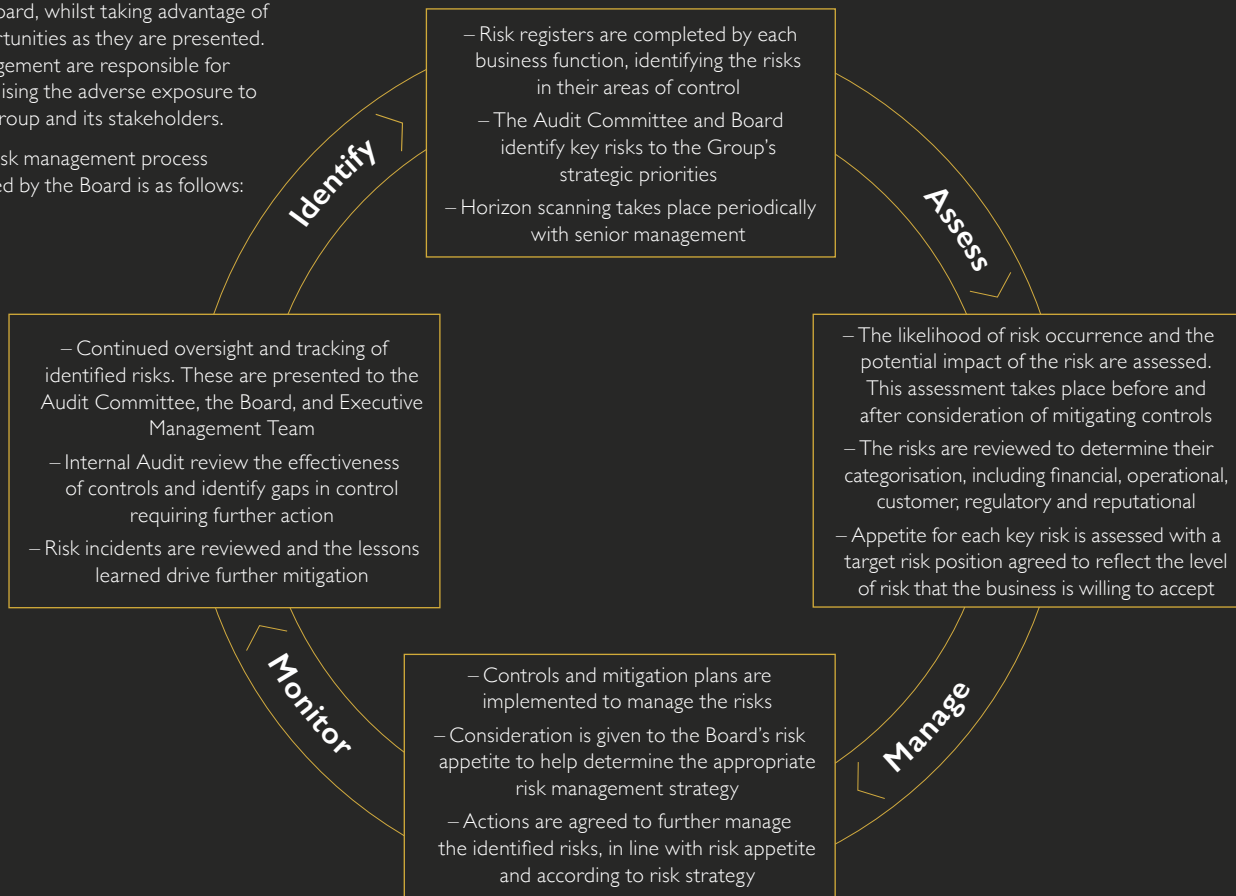 oard, whilst taking advantage of
rtunities as they are presented.
gement are responsible for
ising the adverse exposure to
roup and its stakeholders.
sk management process
ed by the Board is as follows:
Identify
– Risk registers are completed by each
business function, identifying the risks
in their areas of control
– The Audit Committee and Board
identify key risks to the Group's
strategic priorities
– Horizon scanning takes place periodically
with senior management
Assess
– The likelihood of risk occurrence and the
potential impact of the risk are assessed.
This assessment takes place before and
after consideration of mitigating controls
– The risks are reviewed to determine their
categorisation, including financial, operational,
customer, regulatory and reputational
– Appetite for each key risk is assessed with a
target risk position agreed to reflect the level
of risk that the business is willing to accept
Manage
– Controls and mitigation plans are
implemented to manage the risks
– Consideration is given to the Board's risk
appetite to help determine the appropriate
risk management strategy
– Actions are agreed to further manage
the identified risks, in line with risk appetite
and according to risk strategy
Monitor
– Continued oversight and tracking of
identified risks. These are presented to the
Audit Committee, the Board, and Executive
Management Team
– Internal Audit review the effectiveness
of controls and identify gaps in control
requiring further action
– Risk incidents are reviewed and the lessons
learned drive further mitigation